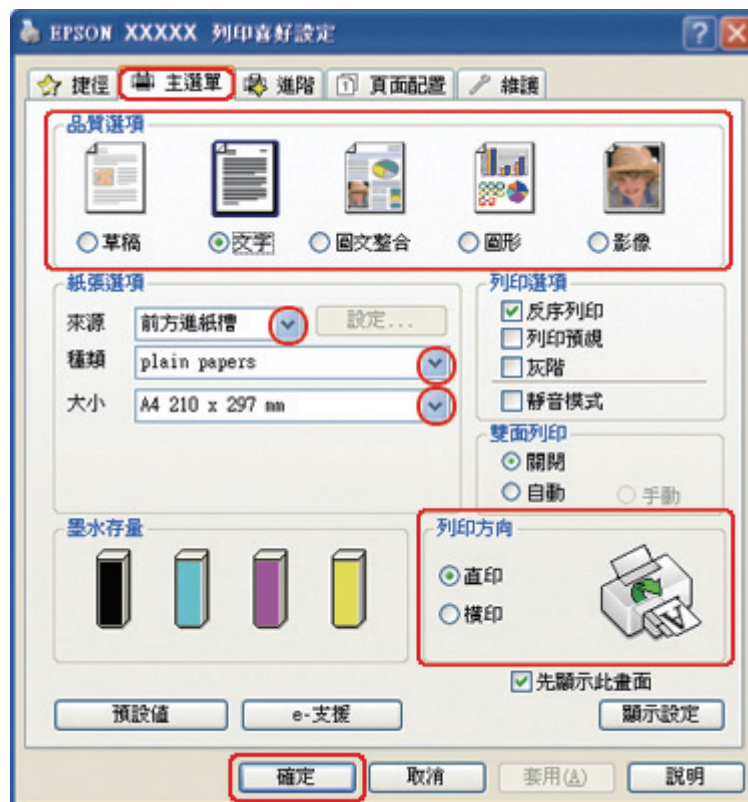 EPSON XXXXX 列印喜好設定
捷徑 主選單 進階 頁面配置 維護
品質選項
草稿 文字 圖文整合 圖形 影像
紙張選項
來源 前方進紙槽 設定...
種類 plain papers
大小 A4 210 x 297 mm
列印選項
反序列印
列印預視
灰階
靜音模式
雙面列印
關閉
自動 手動
墨水存量
列印方向
直印
橫印
先顯示此畫面
預設值 e-支援 顯示設定
確定 取消 套用(A) 說明